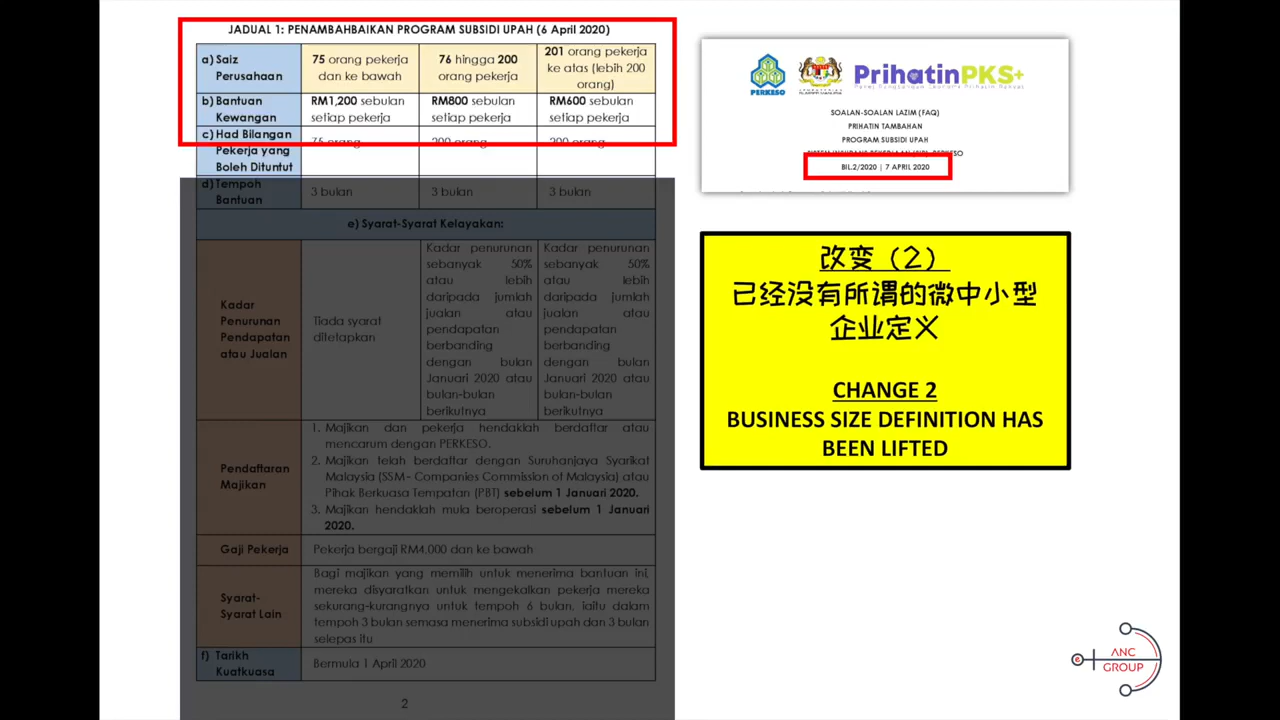 JADUAL 1: PENAMBAHBAIKAN PROGRAM SUBSIDI UPAH (6 April 2020)
a) Saiz Perusahaan
75 orang pekerja
dan ke bawah
76 hingga 200
orang pekerja
201 orang pekerja
ke atas (lebih 200
orang)
b) Bantuan
Kewangan
RM1,200 sebulan
setiap pekerja
RM800 sebulan
setiap pekerja
RM600 sebulan
setiap pekerja
c) Had Bilangan
Pekerja yang
Boleh Dituntut
75 orang
200 orang
200 orang
d) Tempoh
Bantuan
3 bulan
3 bulan
3 bulan
e) Syarat-Syarat Kelayakan:
Kadar
Penurunan
Pendapatan
atau Jualan
Tiada syarat
ditetapkan
Kadar penurunan
sebanyak 50%
atau lebih
daripada jumlah
jualan atau
pendapatan
berbanding
dengan bulan
Januari 2020 atau
bulan-bulan
berikutnya
Kadar penurunan
sebanyak 50%
atau lebih
daripada jumlah
jualan atau
pendapatan
berbanding
dengan bulan
Januari 2020 atau
bulan-bulan
berikutnya
Pendaftaran
Majikan
1. Majikan dan pekerja hendaklah berdaftar atau
mencarum dengan PERKESO.
2. Majikan telah berdaftar dengan Suruhanjaya Syarikat
Malaysia (SSM - Companies Commission of Malaysia) atau
Pihak Berkuasa Tempatan (PBT) sebelum 1 Januari 2020.
3. Majikan hendaklah mula beroperasi sebelum 1 Januari
2020.
Gaji Pekerja
Pekerja bergaji RM4,000 dan ke bawah
Syarat-
Syarat Lain
Bagi majikan yang memilih untuk menerima bantuan ini,
mereka disyaratkan untuk mengekalkan pekerja mereka
sekurang-kurangnya untuk tempoh 6 bulan, iaitu dalam
tempoh 3 bulan semasa menerima subsidi upah dan 3 bulan
selepas itu
f) Tarikh
Kuatkuasa
Bermula 1 April 2020
2
PERKESO
PrihatinPKS+
SOALAN-SOALAN LAZIM (FAQ)
PRIHATIN TAMBAHAN
PROGRAM SUBSIDI UPAH
BIL.2/2020 | 7 APRIL 2020
改变（2）
已经没有所谓的微中小型
企业定义
CHANGE 2
BUSINESS SIZE DEFINITION HAS
BEEN LIFTED
ANC
GROUP